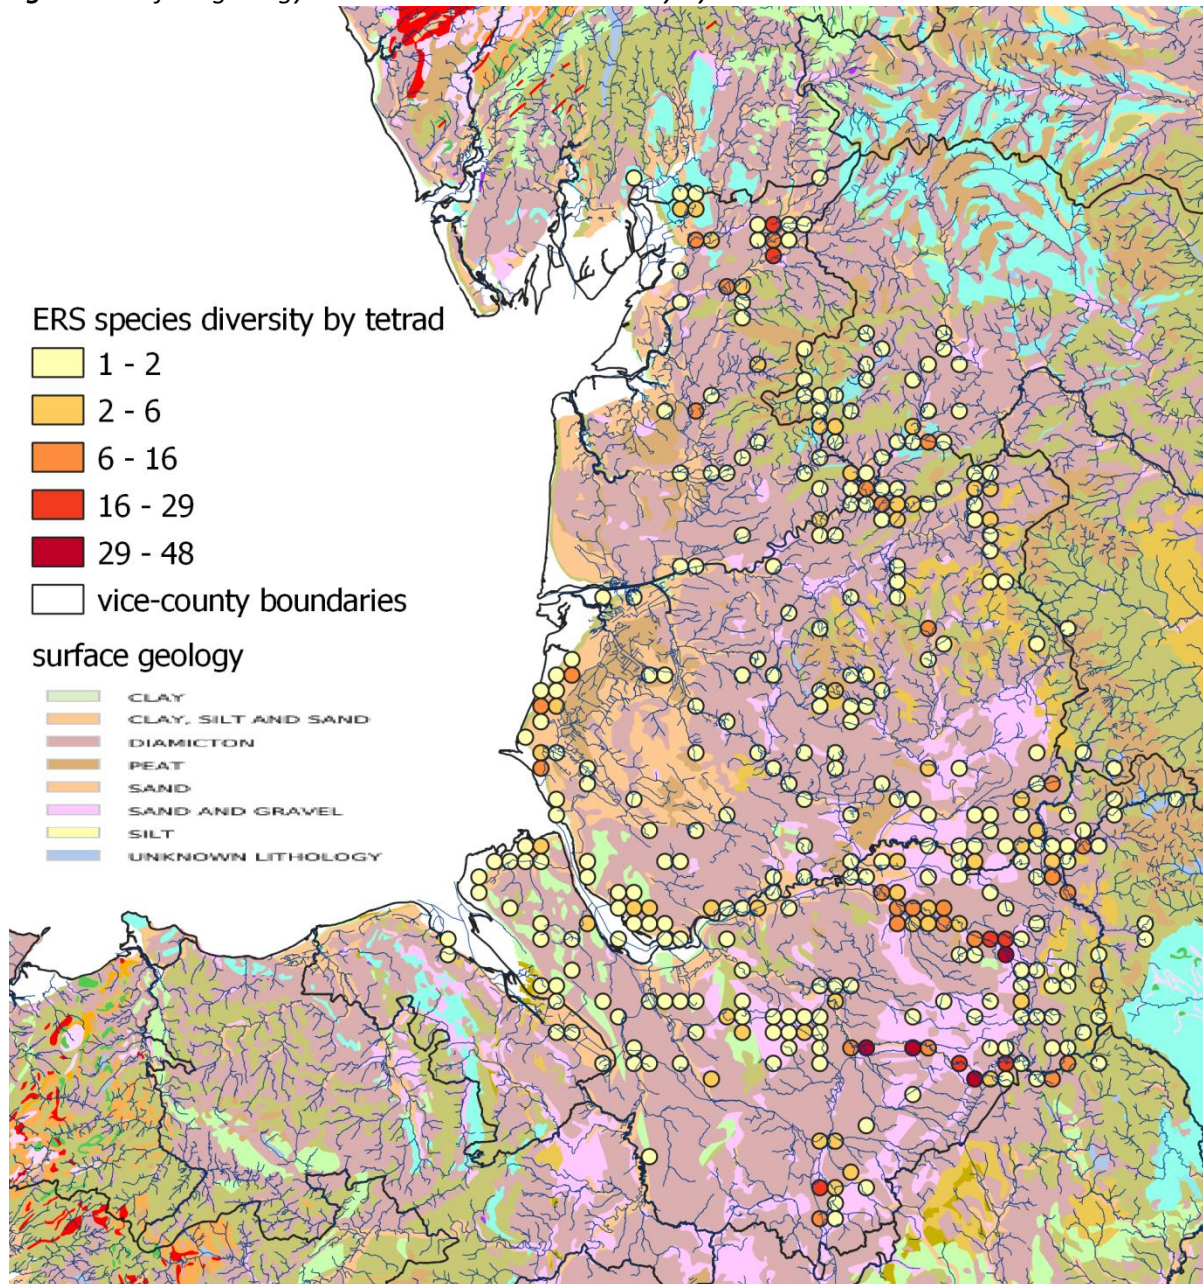 ERS species diversity by tetrad
1 - 2
2 - 6
6 - 16
16 - 29
29 - 48
vice-county boundaries
surface geology
CLAY
CLAY, SILT AND SAND
DIAMICTON
PEAT
SAND
SAND AND GRAVEL
SILT
UNKNOWN LITHOLOGY